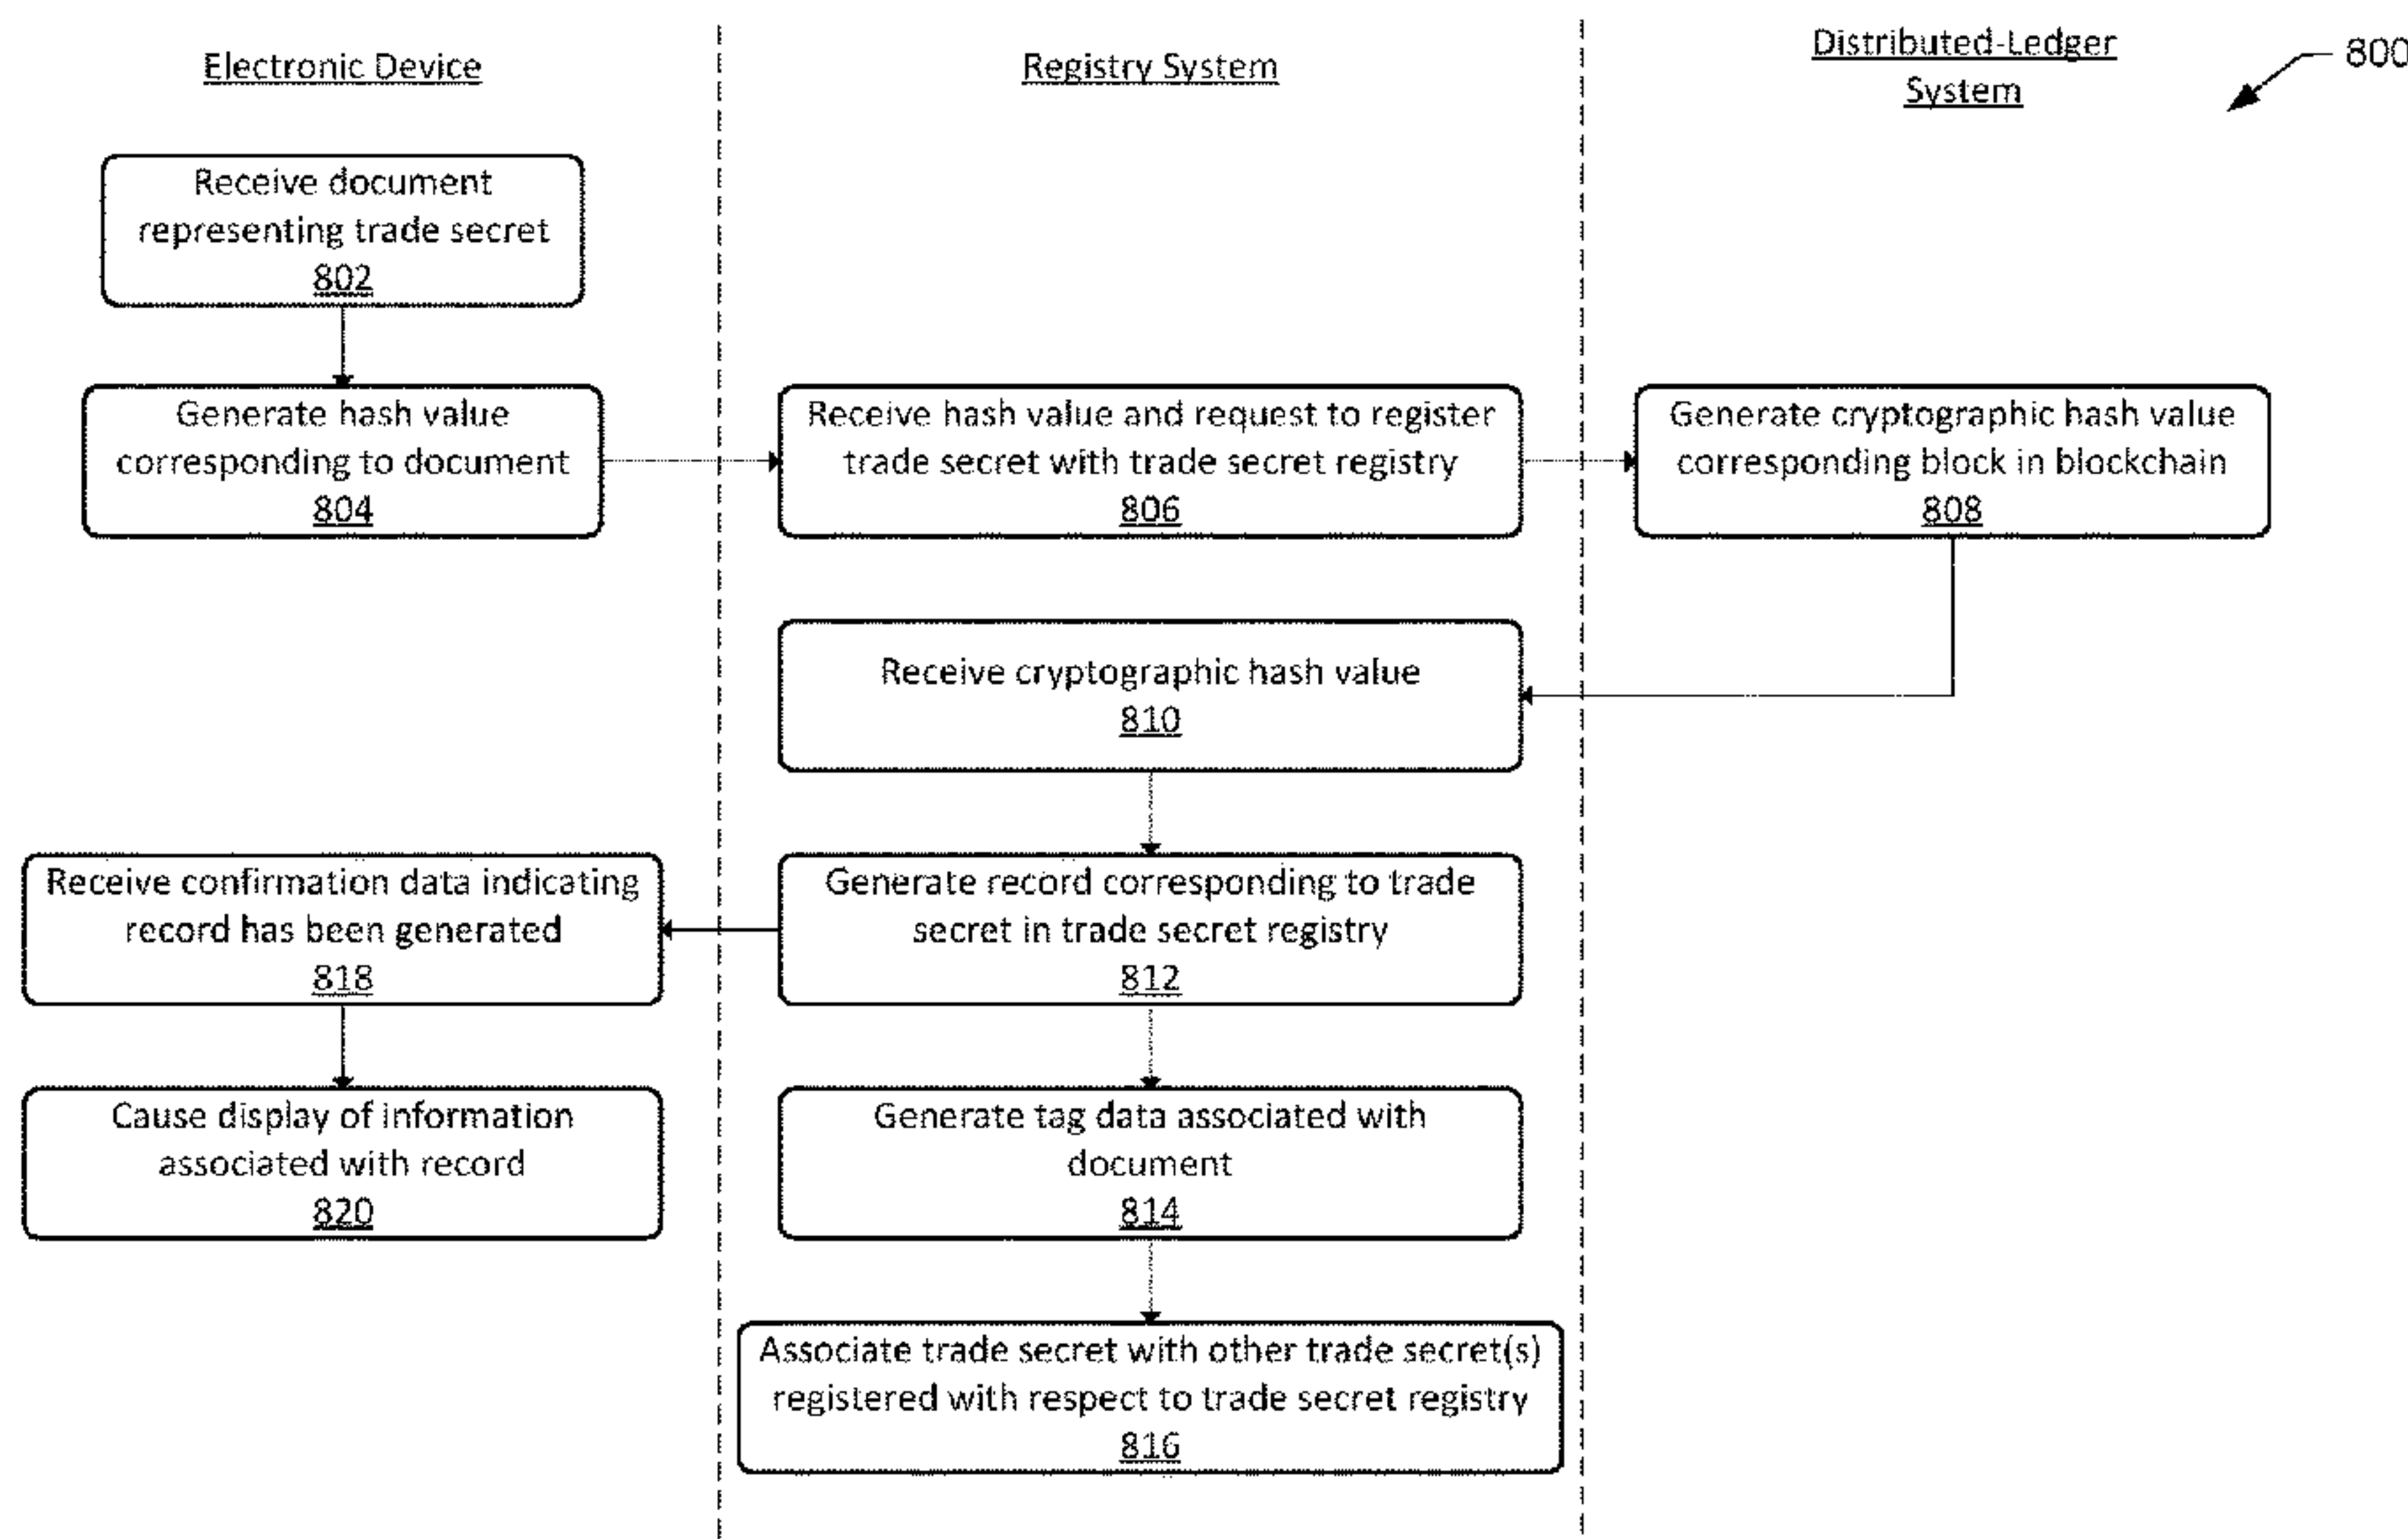 Electronic Device
Registry System
Distributed-Ledger
System
800
Receive document
representing trade secret
802
Generate hash value
corresponding to document
804
Receive hash value and request to register
trade secret with trade secret registry
806
Generate cryptographic hash value
corresponding block in blockchain
808
Receive cryptographic hash value
810
Receive confirmation data indicating
record has been generated
818
Generate record corresponding to trade
secret in trade secret registry
812
Cause display of information
associated with record
820
Generate tag data associated with
document
814
Associate trade secret with other trade secret(s)
registered with respect to trade secret registry
816